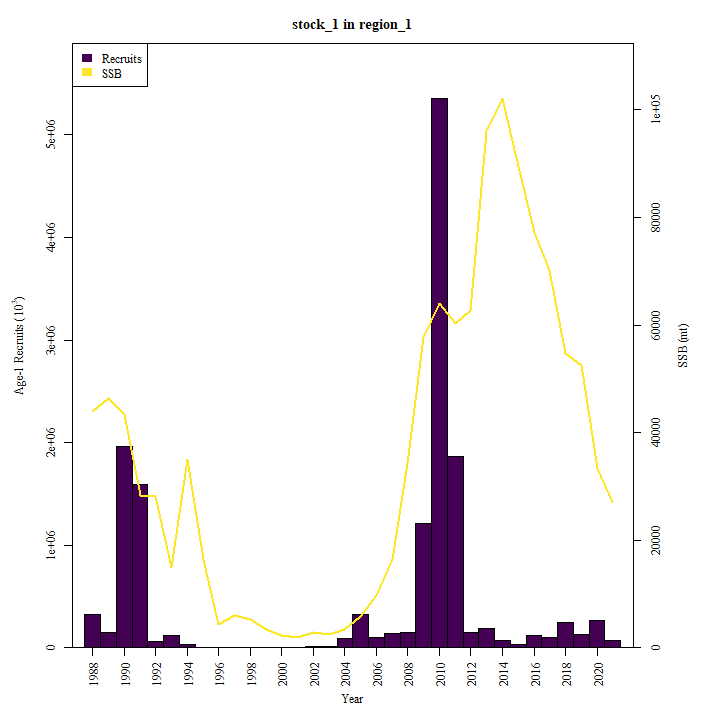 stock_1 in region_1
Recruits
SSB
Age-1 Recruits (10³)
0
1e+06
2e+06
3e+06
4e+06
5e+06
SSB (mt)
0
20000
40000
60000
80000
1e+05
1988
1990
1992
1994
1996
1998
2000
2002
2004
2006
2008
2010
2012
2014
2016
2018
2020
Year